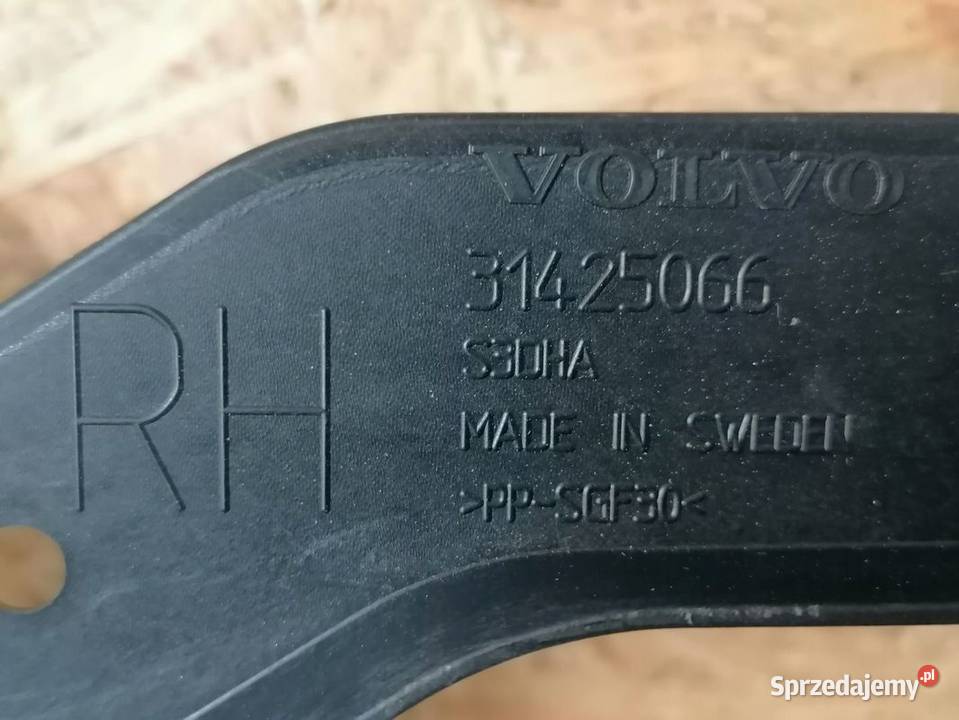 VOLVO
31425066
S3DHA
RH
MADE IN SWEDEN
>PP-SGF30<
Sprzedajemy.pl